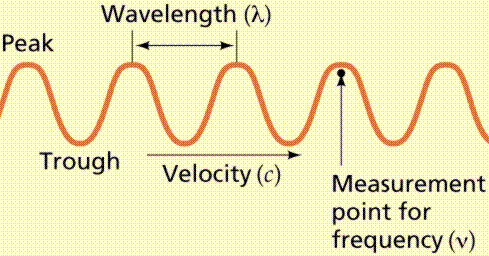 Wavelength (λ)
Peak
Trough
Velocity (c)
Measurement
point for
frequency (ν)